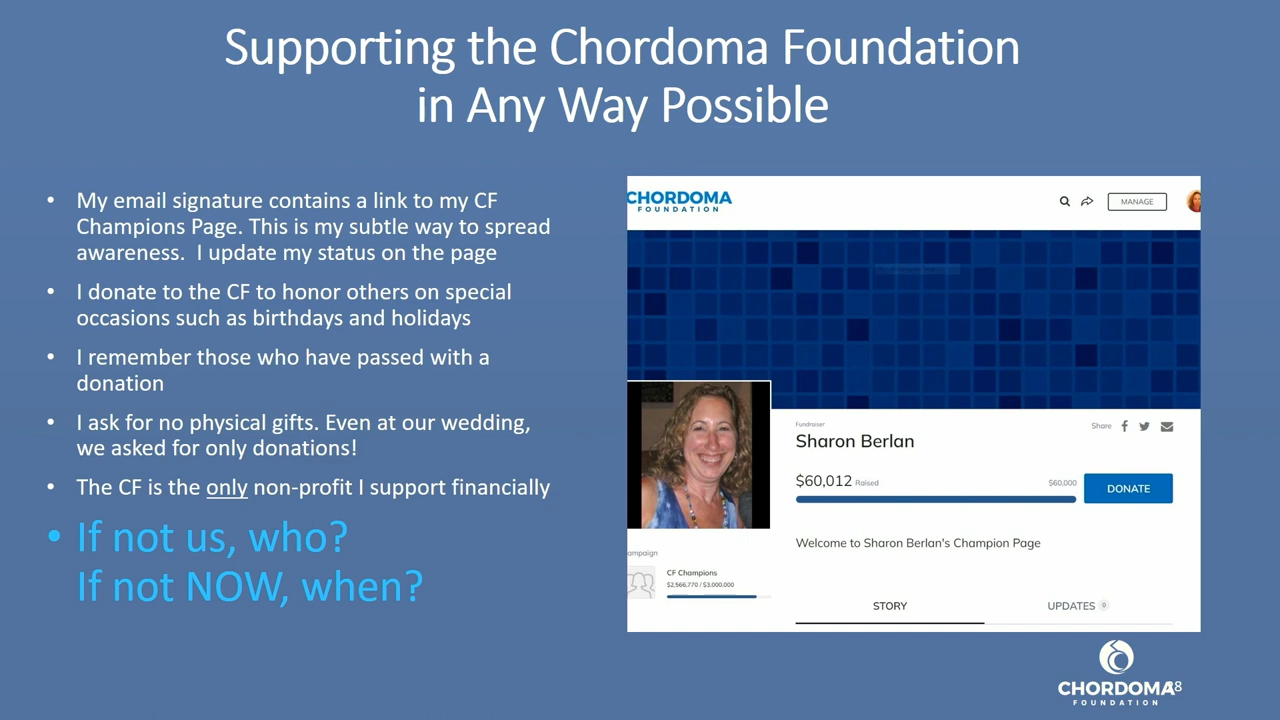 Supporting the Chordoma Foundation
in Any Way Possible
• My email signature contains a link to my CF
Champions Page. This is my subtle way to spread
awareness.  I update my status on the page
• I donate to the CF to honor others on special
occasions such as birthdays and holidays
• I remember those who have passed with a
donation
• I ask for no physical gifts. Even at our wedding,
we asked for only donations!
• The CF is the only non-profit I support financially
• If not us, who?
If not NOW, when?
CHORDOMA
FOUNDATION
MANAGE
Fundraiser
Sharon Berlan
Share
$60,012 Raised
$60,000
DONATE
Welcome to Sharon Berlan's Champion Page
ampaign
CF Champions
$2,566,770 / $3,000,000
STORY
UPDATES 0
CHORDOMA
FOUNDATION